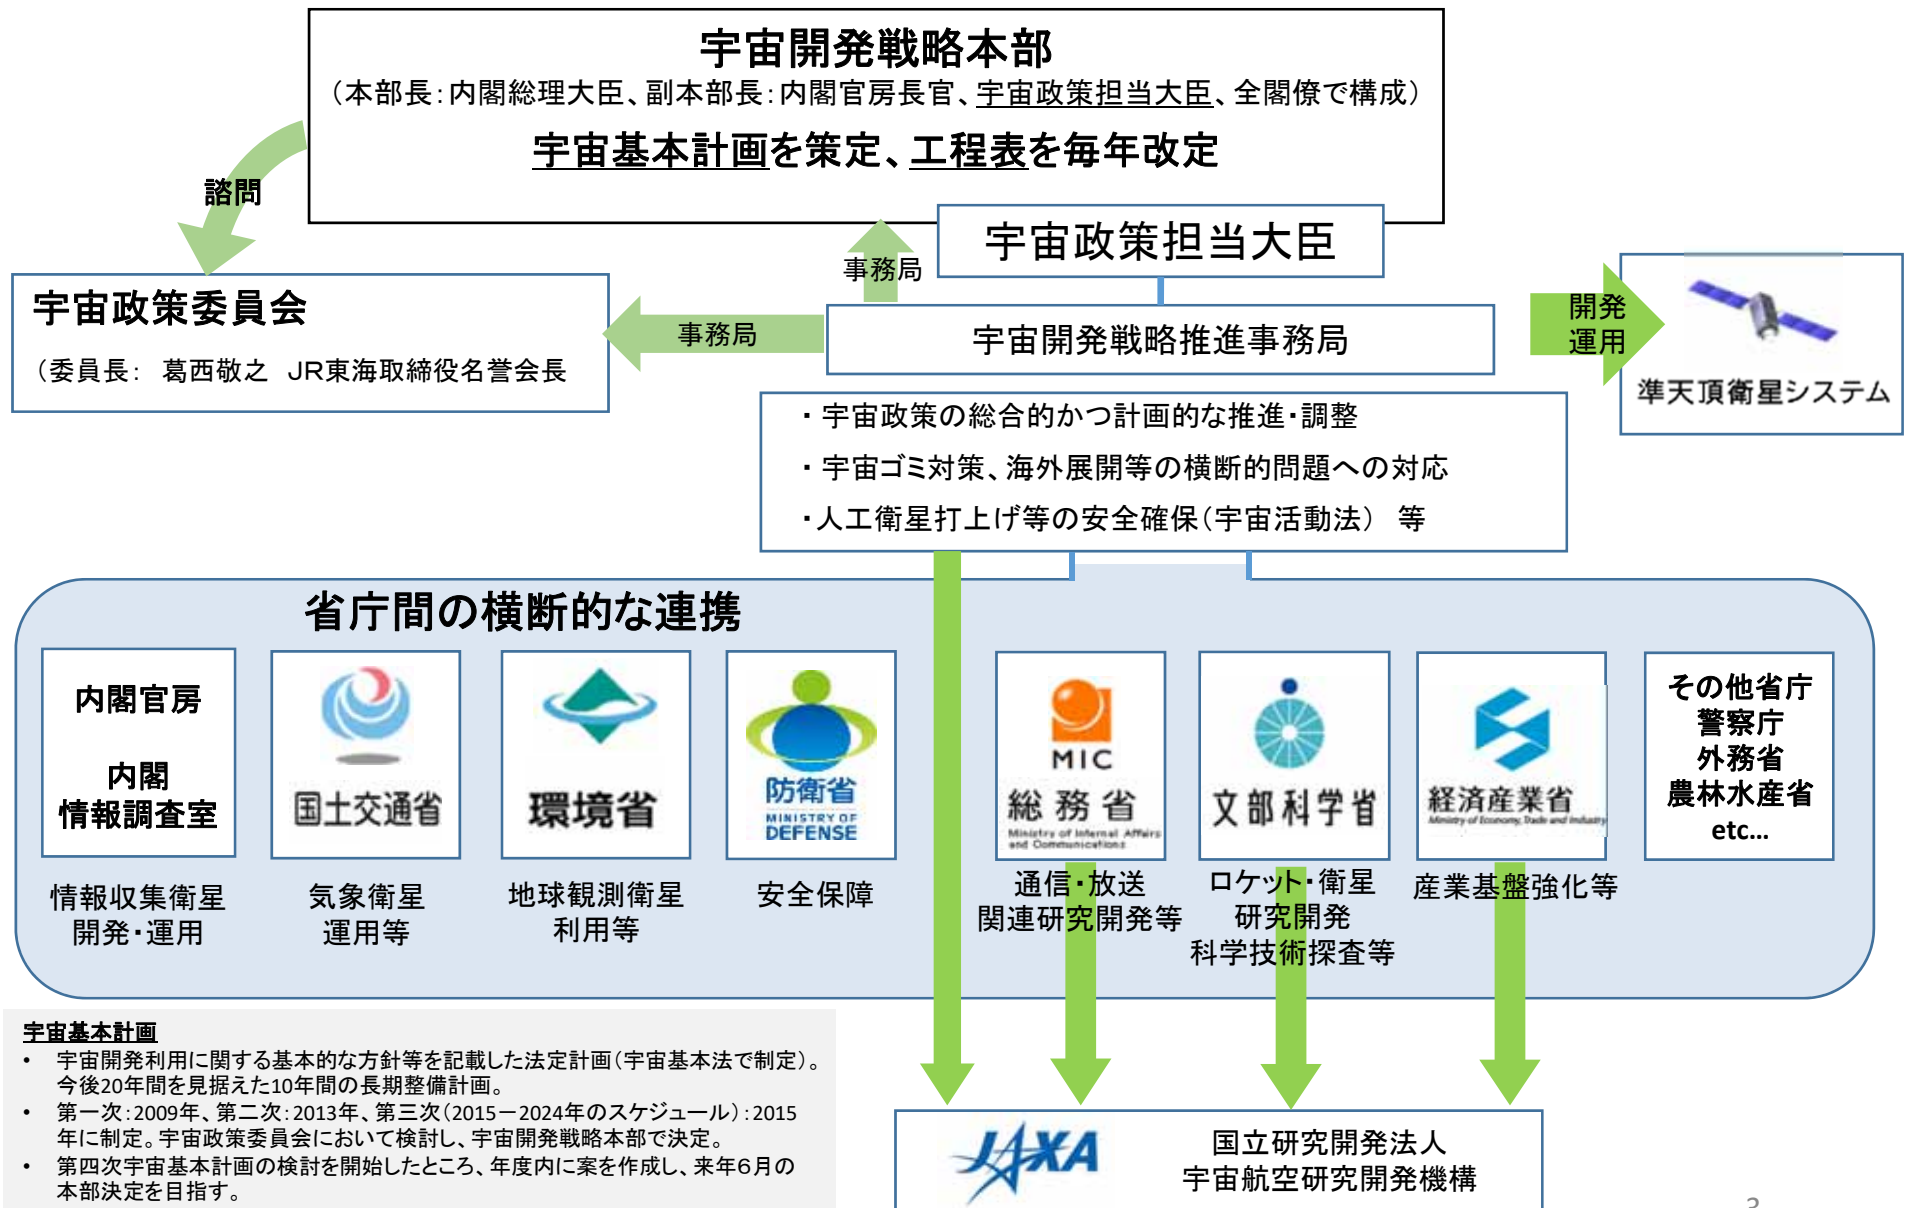 宇宙開発戦略本部
（本部長：内閣総理大臣、副本部長：内閣官房長官、宇宙政策担当大臣、全閣僚で構成）
宇宙基本計画を策定、工程表を毎年改定
諮問
宇宙政策担当大臣
事務局
宇宙政策委員会
（委員長： 葛西敬之 JR東海取締役名誉会長
事務局
宇宙開発戦略推進事務局
開発
運用
準天頂衛星システム
・宇宙政策の総合的かつ計画的な推進・調整
・宇宙ゴミ対策、海外展開等の横断的問題への対応
・人工衛星打上げ等の安全確保（宇宙活動法） 等
省庁間の横断的な連携
内閣官房
内閣
情報調査室
情報収集衛星
開発・運用
国土交通省
気象衛星
運用等
環境省
地球観測衛星
利用等
防衛省
MINISTRY OF
DEFENSE
安全保障
MIC
総務省
Ministry of Internal Affairs
and Communications
通信・放送
関連研究開発等
文部科学省
ロケット・衛星
研究開発
科学技術探査等
経済産業省
Ministry of Economy, Trade and Industry
産業基盤強化等
その他省庁
警察庁
外務省
農林水産省
etc…
宇宙基本計画
• 宇宙開発利用に関する基本的な方針等を記載した法定計画（宇宙基本法で制定）。
今後20年間を見据えた10年間の長期整備計画。
• 第一次：2009年、第二次：2013年、第三次（2015－2024年のスケジュール）：2015
年に制定。宇宙政策委員会において検討し、宇宙開発戦略本部で決定。
• 第四次宇宙基本計画の検討を開始したところ、年度内に案を作成し、来年６月の
本部決定を目指す。
JAXA
国立研究開発法人
宇宙航空研究開発機構
3